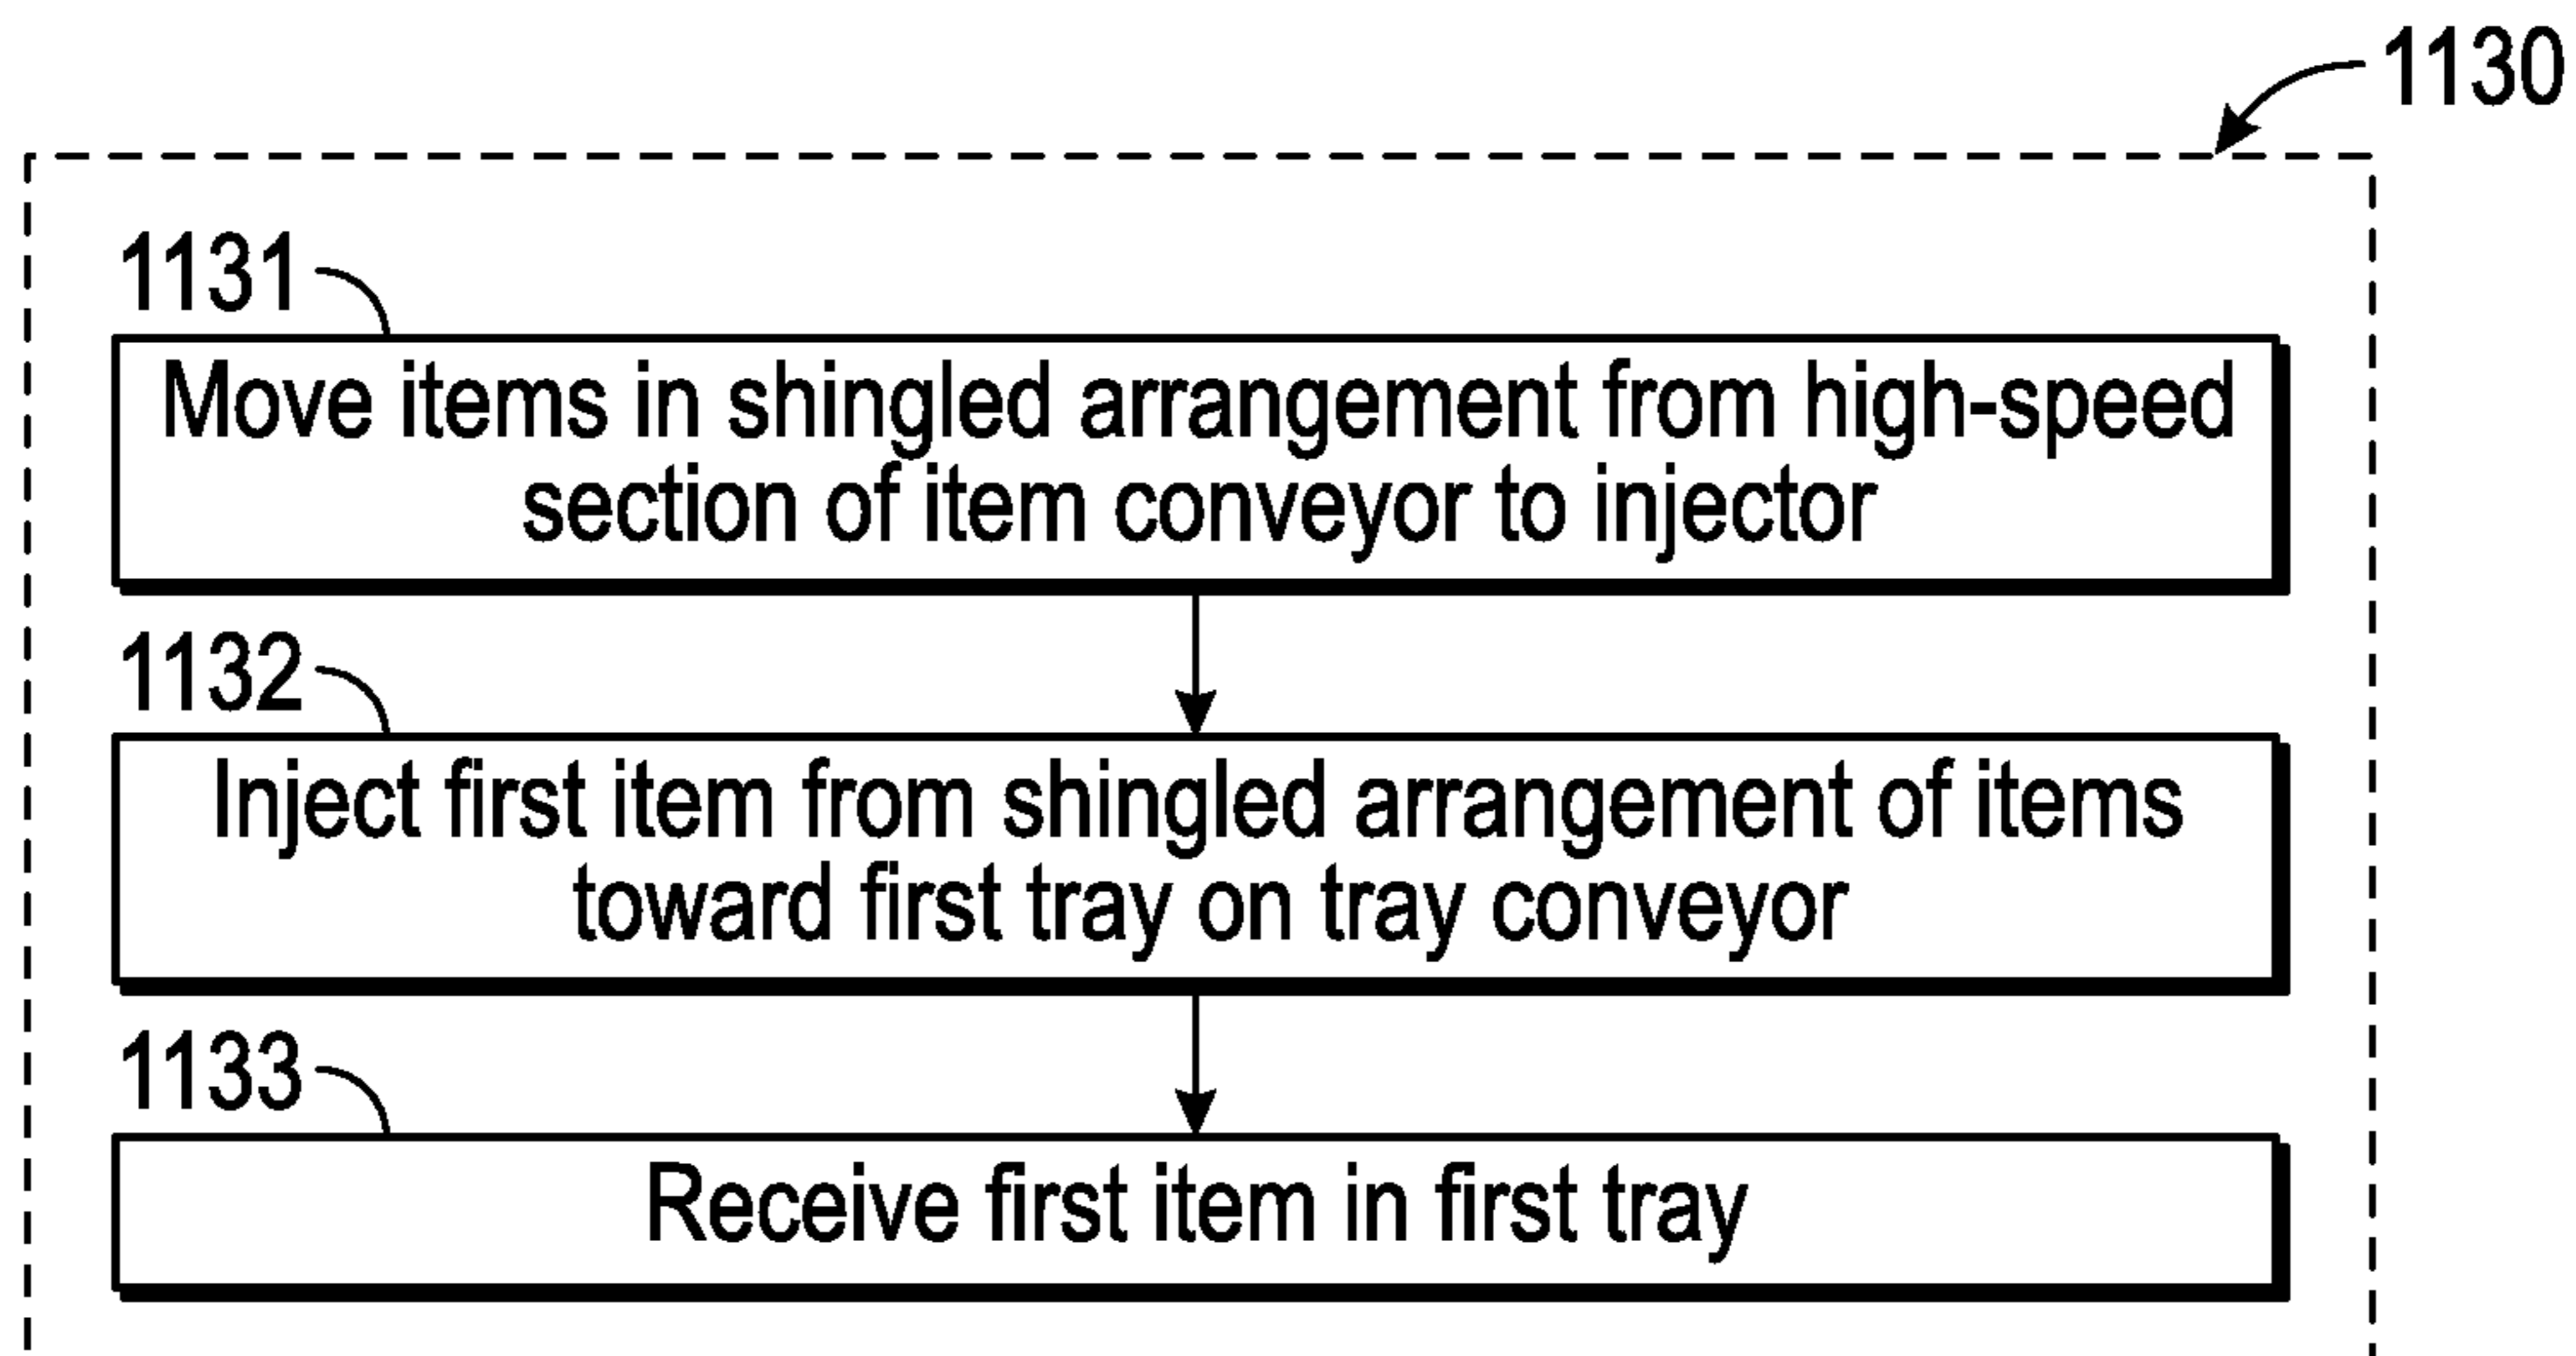 1130
1131
Move items in shingled arrangement from high-speed
section of item conveyor to injector
1132
Inject first item from shingled arrangement of items
toward first tray on tray conveyor
1133
Receive first item in first tray